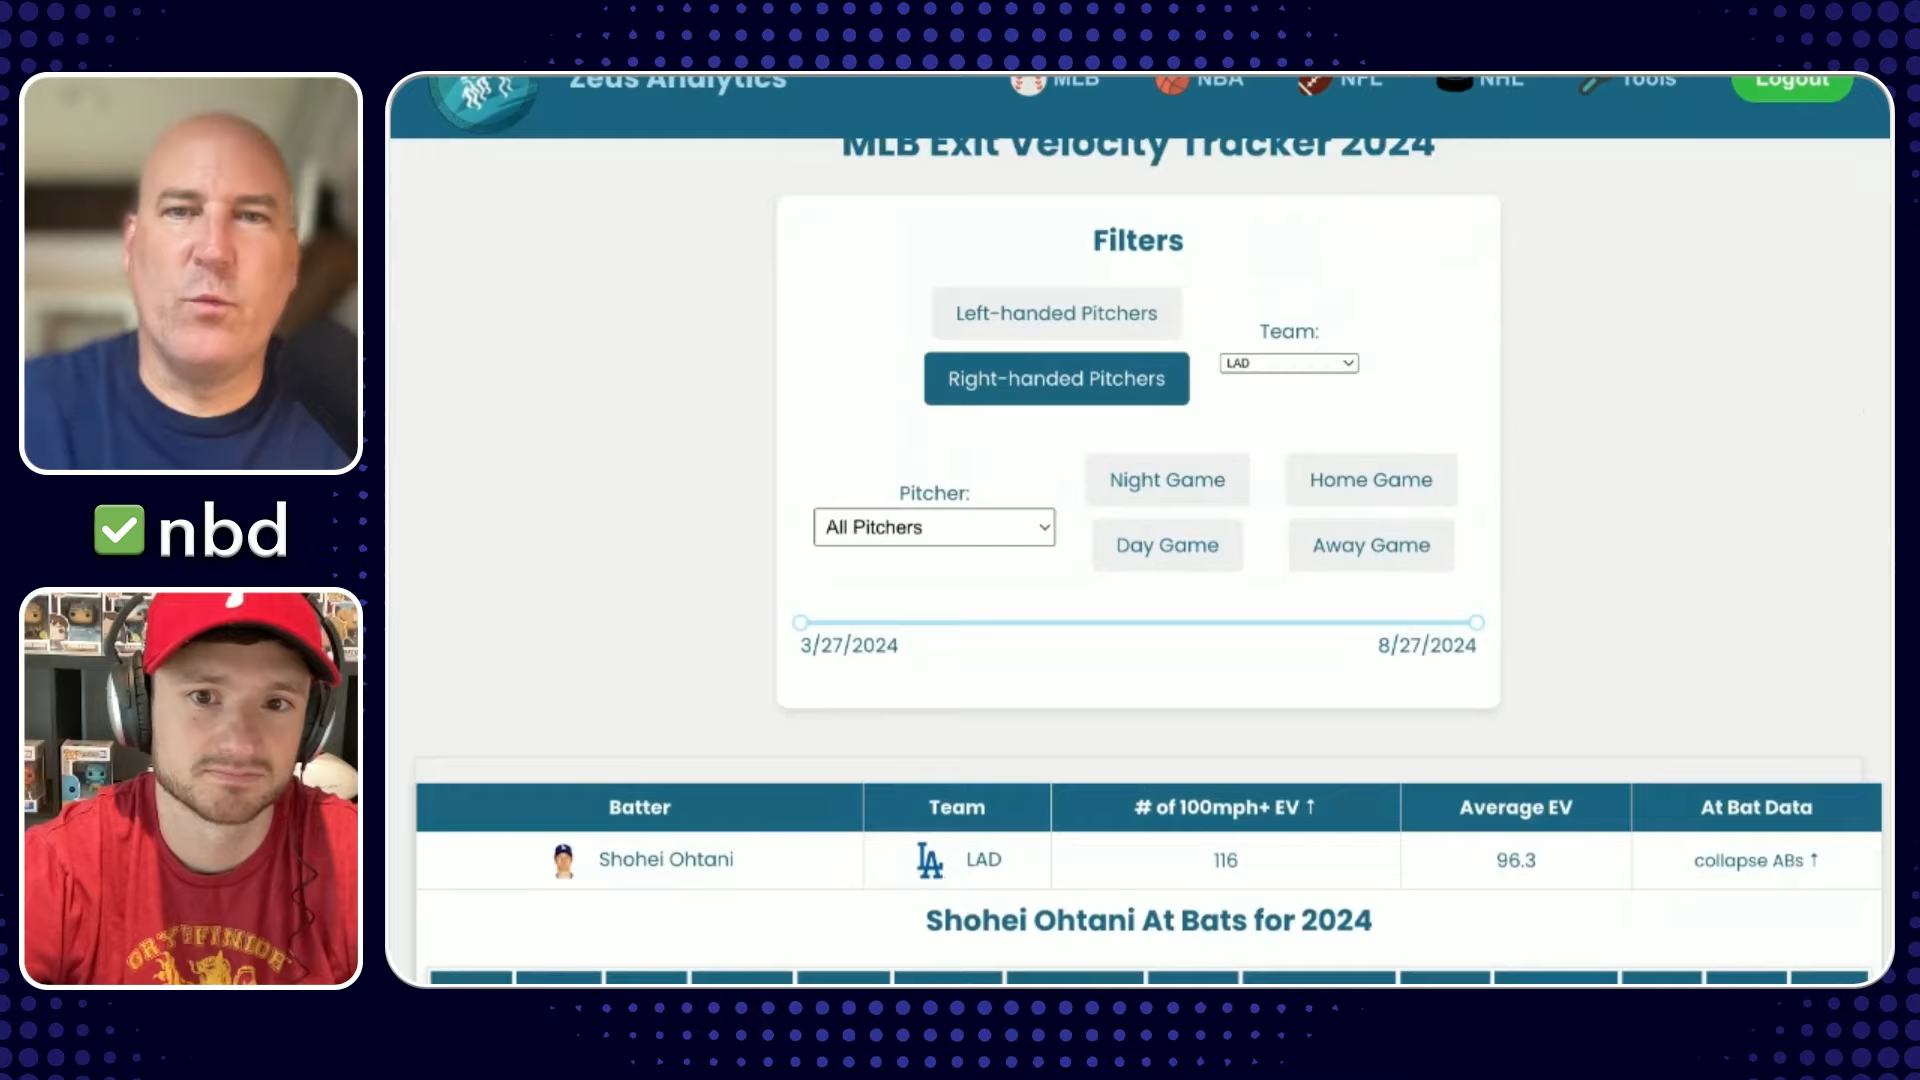 Zeus Analytics
MLB
NBA
NFL
NHL
Tools
Logout
MLB Exit Velocity Tracker 2024
Filters
Left-handed Pitchers
Team:
LAD
Right-handed Pitchers
Pitcher:
All Pitchers
Night Game
Home Game
Day Game
Away Game
3/27/2024
8/27/2024
Batter
Team
# of 100mph+ EV ↑
Average EV
At Bat Data
Shohei Ohtani
LA LAD
116
96.3
collapse ABs ↑
Shohei Ohtani At Bats for 2024
nbd
GRYFFINDOR